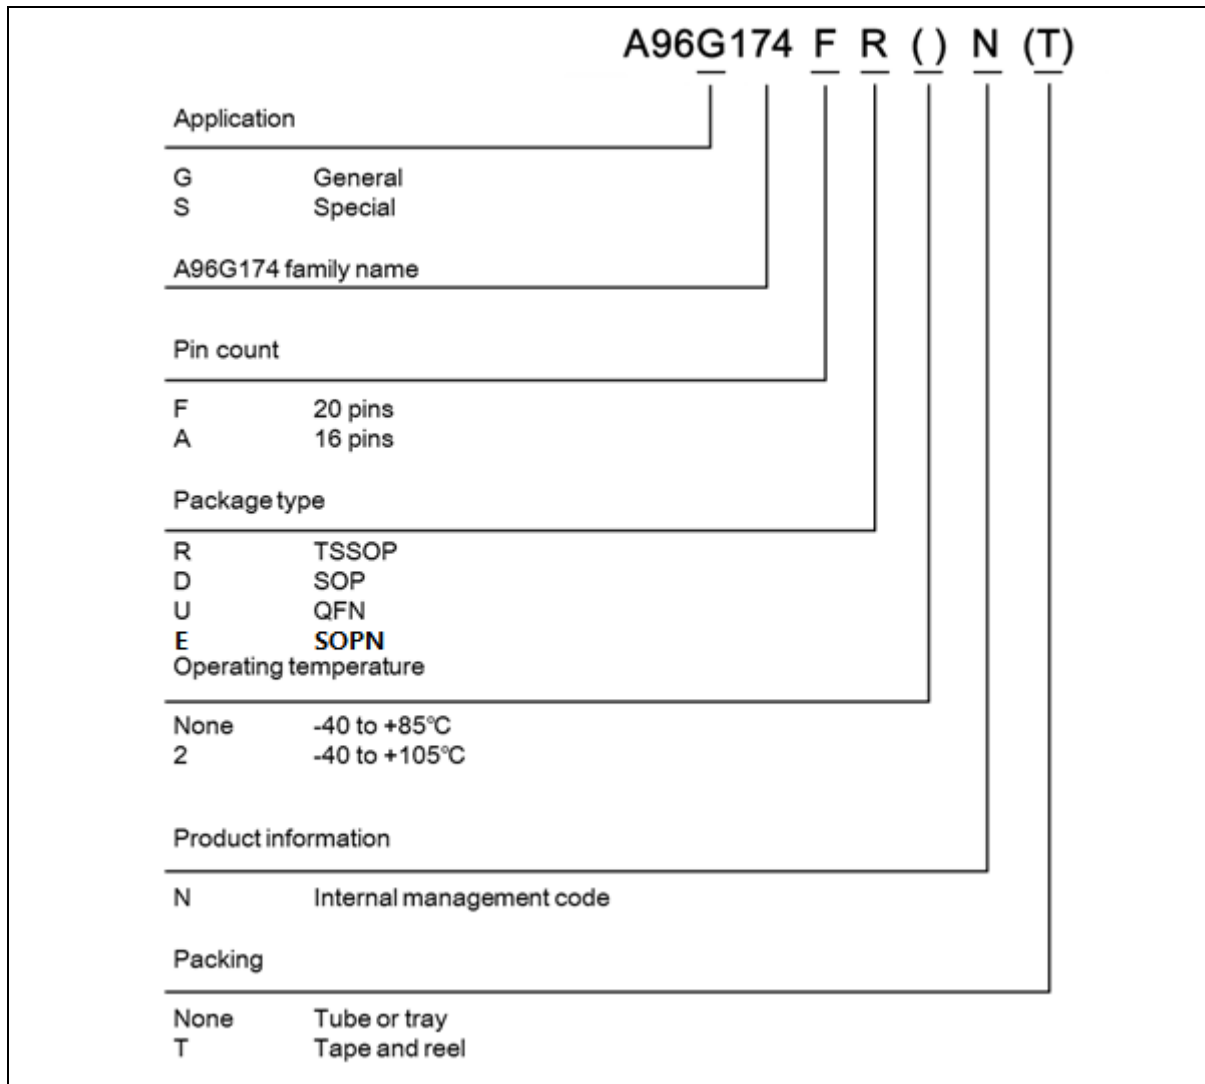 A96G174 F R ( ) N (T)
Application
G General
S Special
A96G174 family name
Pin count
F 20 pins
A 16 pins
Package type
R TSSOP
D SOP
U QFN
E SOPN
Operating temperature
None -40 to +85℃
2 -40 to +105℃
Product information
N Internal management code
Packing
None Tube or tray
T Tape and reel